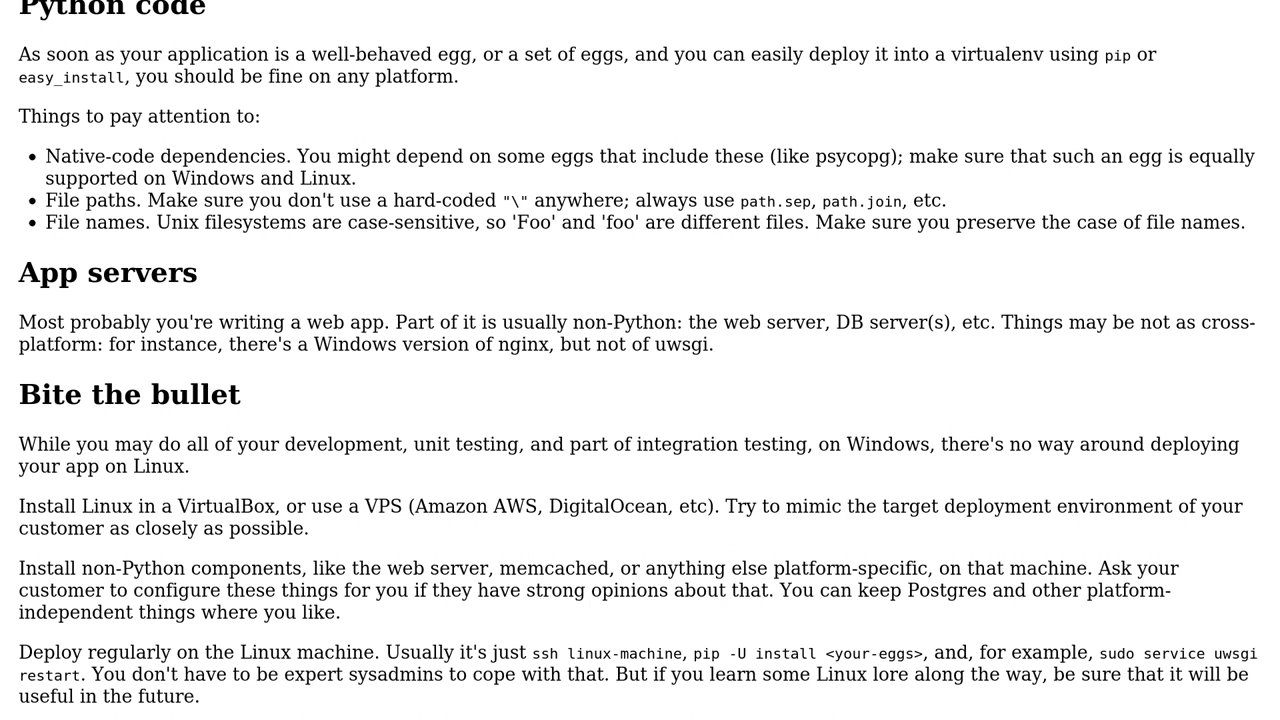 Python code
As soon as your application is a well-behaved egg, or a set of eggs, and you can easily deploy it into a virtualenv using pip or
easy_install, you should be fine on any platform.
Things to pay attention to:
• Native-code dependencies. You might depend on some eggs that include these (like psycopg); make sure that such an egg is equally
supported on Windows and Linux.
• File paths. Make sure you don't use a hard-coded "\" anywhere; always use path.sep, path.join, etc.
• File names. Unix filesystems are case-sensitive, so 'Foo' and 'foo' are different files. Make sure you preserve the case of file names.
App servers
Most probably you're writing a web app. Part of it is usually non-Python: the web server, DB server(s), etc. Things may be not as cross-
platform: for instance, there's a Windows version of nginx, but not of uwsgi.
Bite the bullet
While you may do all of your development, unit testing, and part of integration testing, on Windows, there's no way around deploying
your app on Linux.
Install Linux in a VirtualBox, or use a VPS (Amazon AWS, DigitalOcean, etc). Try to mimic the target deployment environment of your
customer as closely as possible.
Install non-Python components, like the web server, memcached, or anything else platform-specific, on that machine. Ask your
customer to configure these things for you if they have strong opinions about that. You can keep Postgres and other platform-
independent things where you like.
Deploy regularly on the Linux machine. Usually it's just ssh linux-machine, pip -U install <your-eggs>, and, for example, sudo service uwsgi
restart. You don't have to be expert sysadmins to cope with that. But if you learn some Linux lore along the way, be sure that it will be
useful in the future.